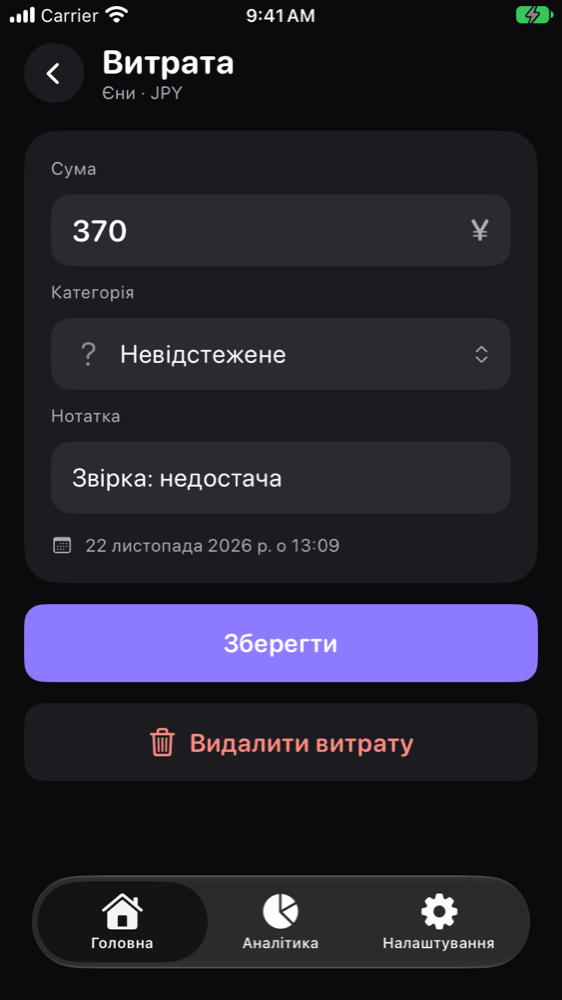 Carrier 9:41 AM
Витрата
Єни · JPY
Сума
370 ¥
Категорія
? Невідстежене
Нотатка
Звірка: недостача
22 листопада 2026 р. о 13:09
Зберегти
Видалити витрату
Головна Аналітика Налаштування